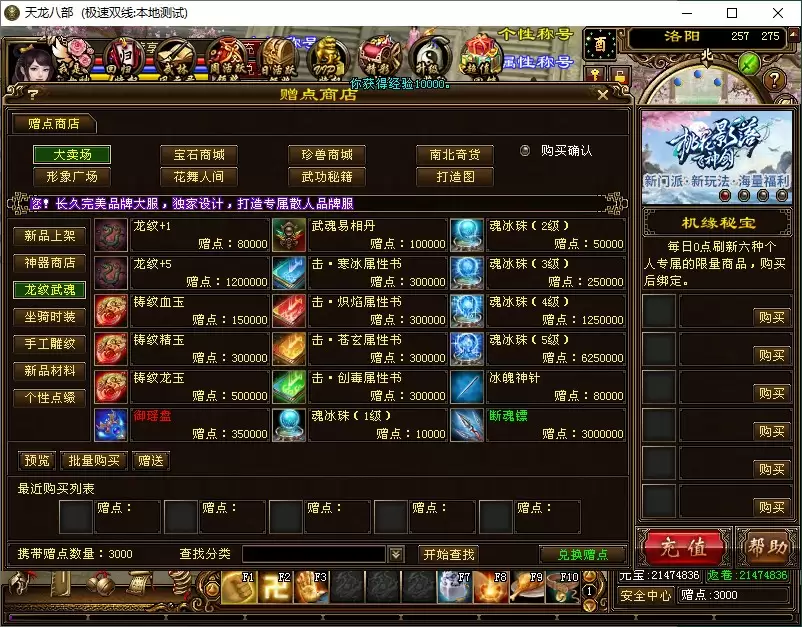 天龙八部 (极速双线:本地测试)
个性称号
属性称号
酉
洛阳 257 275
北
你获得经验10000。
赠点商店
赠点商店
大卖场 宝石商城 珍兽商城 南北奇货 购买确认
形象广场 花舞人间 武功秘籍 打造图
您! 长久完美品牌大服，独家设计，打造专属散人品牌服
新品上架
神器商店
龙纹武魂
坐骑时装
手工雕纹
新品材料
个性点缀
龙纹+1 赠点：80000
武魂易相丹 赠点：100000
魂冰珠（2级） 赠点：50000
龙纹+5 赠点：1200000
击·寒冰属性书 赠点：300000
魂冰珠（3级） 赠点：250000
铸纹血玉 赠点：150000
击·炽焰属性书 赠点：300000
魂冰珠（4级） 赠点：1250000
铸纹精玉 赠点：300000
击·苍玄属性书 赠点：300000
魂冰珠（5级） 赠点：6250000
铸纹龙玉 赠点：500000
击·创毒属性书 赠点：300000
冰魄神针 赠点：80000
御瑶盘 赠点：350000
魂冰珠（1级） 赠点：10000
断魂镖 赠点：3000000
预览 批量购买 赠送
最近购买列表
赠点： 赠点： 赠点： 赠点： 赠点：
携带赠点数量：3000 查找分类 开始查找 兑换赠点
新门派·新玩法·海量福利
机缘秘宝
每日0点刷新六种个
人专属的限量商品，购买
后绑定。
购买
购买
购买
购买
购买
购买
充值 帮助
F1 F2 F3 F7 F8 F9 F10 1
元宝:21474836 返卷:21474836
安全中心 赠点:3000